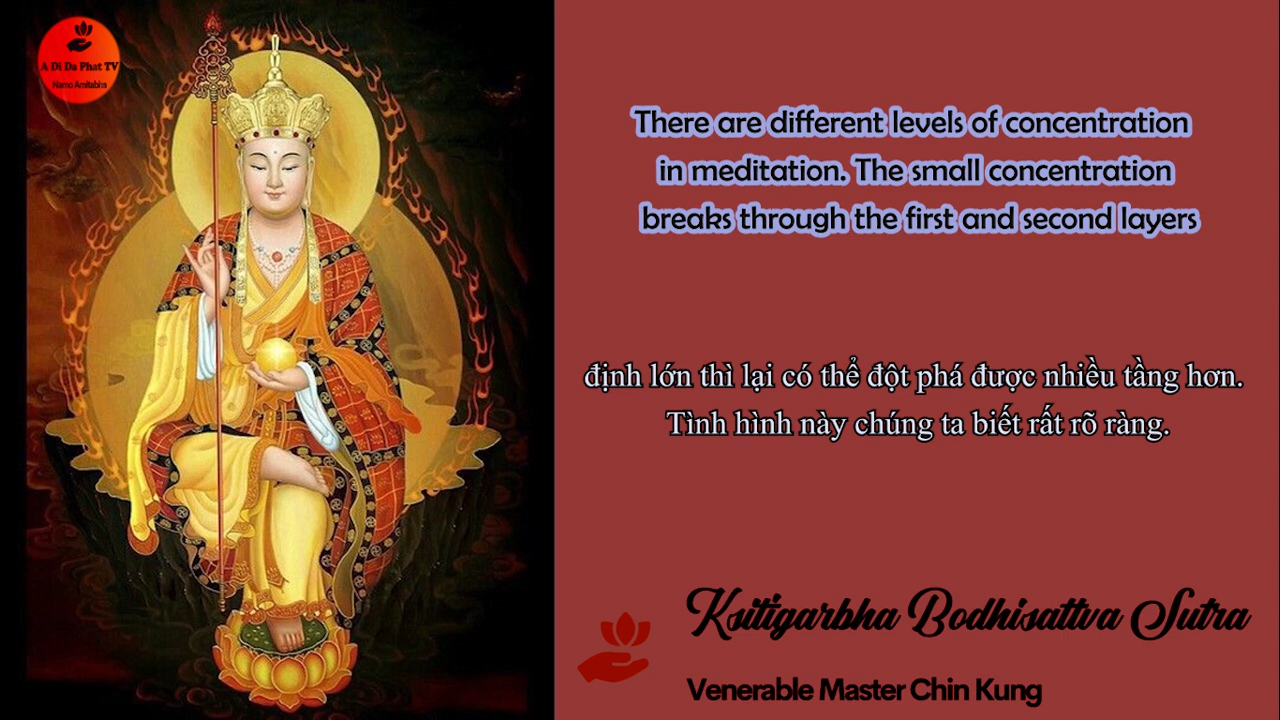 A Di Da Phat TV
Namo Amitabha
There are different levels of concentration
in meditation. The small concentration
breaks through the first and second layers
định lớn thì lại có thể đột phá được nhiều tầng hơn.
Tình hình này chúng ta biết rất rõ ràng.
Ksitigarbha Bodhisattva Sutra
Venerable Master Chin Kung